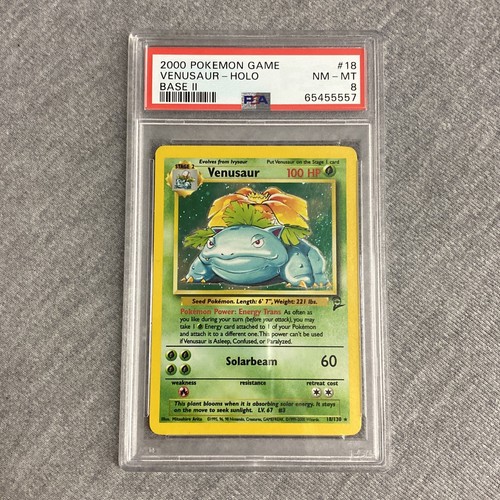 2000 POKEMON GAME #18
VENUSAUR - HOLO NM - MT
BASE II 8
PSA 65455557
Evolves from Ivysaur Put Venusaur on the Stage 1 card
STAGE 2
Venusaur 100 HP
Seed Pokémon. Length: 6' 7", Weight: 221 lbs.
Pokémon Power: Energy Trans As often as
you like during your turn (before your attack), you may
take 1 Energy card attached to 1 of your Pokémon
and attach it to a different one. This power can't be used
if Venusaur is Asleep, Confused, or Paralyzed.
Solarbeam 60
weakness resistance retreat cost
This plant blooms when it is absorbing solar energy. It stays
on the move to seek sunlight. LV. 67 #3
Illus. Mitsuhiro Arita 18/130